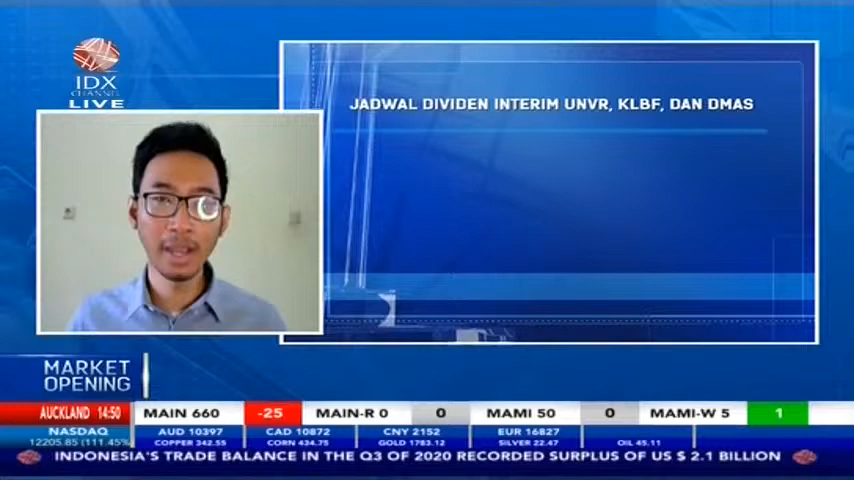 IDX
CHANNEL
LIVE
JADWAL DIVIDEN INTERIM UNVR, KLBF, DAN DMAS
MARKET
OPENING
AUCKLAND 14:50 MAIN 660 -25 MAIN-R 0 0 MAMI 50 0 MAMI-W 5 1
NASDAQ AUD 10397 CAD 10872 CNY 2152 EUR 16827
12205.85 (111.45% COPPER 342.55 CORN 434.75 GOLD 1783.12 SILVER 22.47 OIL 45.11
INDONESIA'S TRADE BALANCE IN THE Q3 OF 2020 RECORDED SURPLUS OF US $ 2.1 BILLION